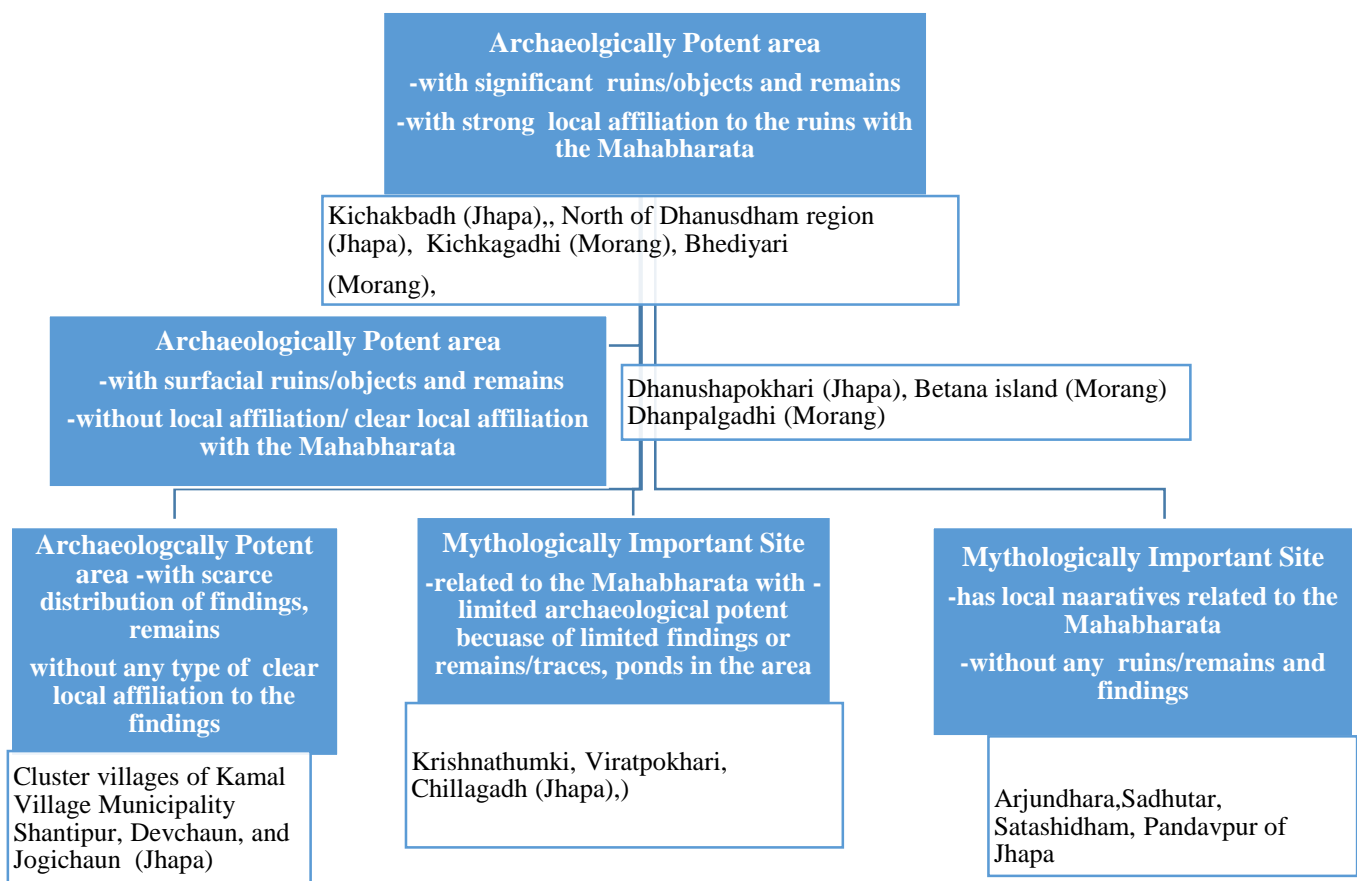 Archaeolgically Potent area
-with significant ruins/objects and remains
-with strong local affiliation to the ruins with
the Mahabharata
Kichakbadh (Jhapa),, North of Dhanusdham region
(Jhapa), Kichkagadhi (Morang), Bhediyari
(Morang),
Archaeologically Potent area
-with surfacial ruins/objects and remains
-without local affiliation/ clear local affiliation
with the Mahabharata
Dhanushapokhari (Jhapa), Betana island (Morang)
Dhanpalgadhi (Morang)
Archaeologcally Potent
area -with scarce
distribution of findings,
remains
without any type of clear
local affiliation to the
findings
Cluster villages of Kamal
Village Municipality
Shantipur, Devchaun, and
Jogichaun (Jhapa)
Mythologically Important Site
-related to the Mahabharata with -
limited archaeological potent
becuase of limited findings or
remains/traces, ponds in the area
Krishnathumki, Viratpokhari,
Chillagadh (Jhapa),)
Mythologically Important Site
-has local naaratives related to the
Mahabharata
-without any ruins/remains and
findings
Arjundhara,Sadhutar,
Satashidham, Pandavpur of
Jhapa